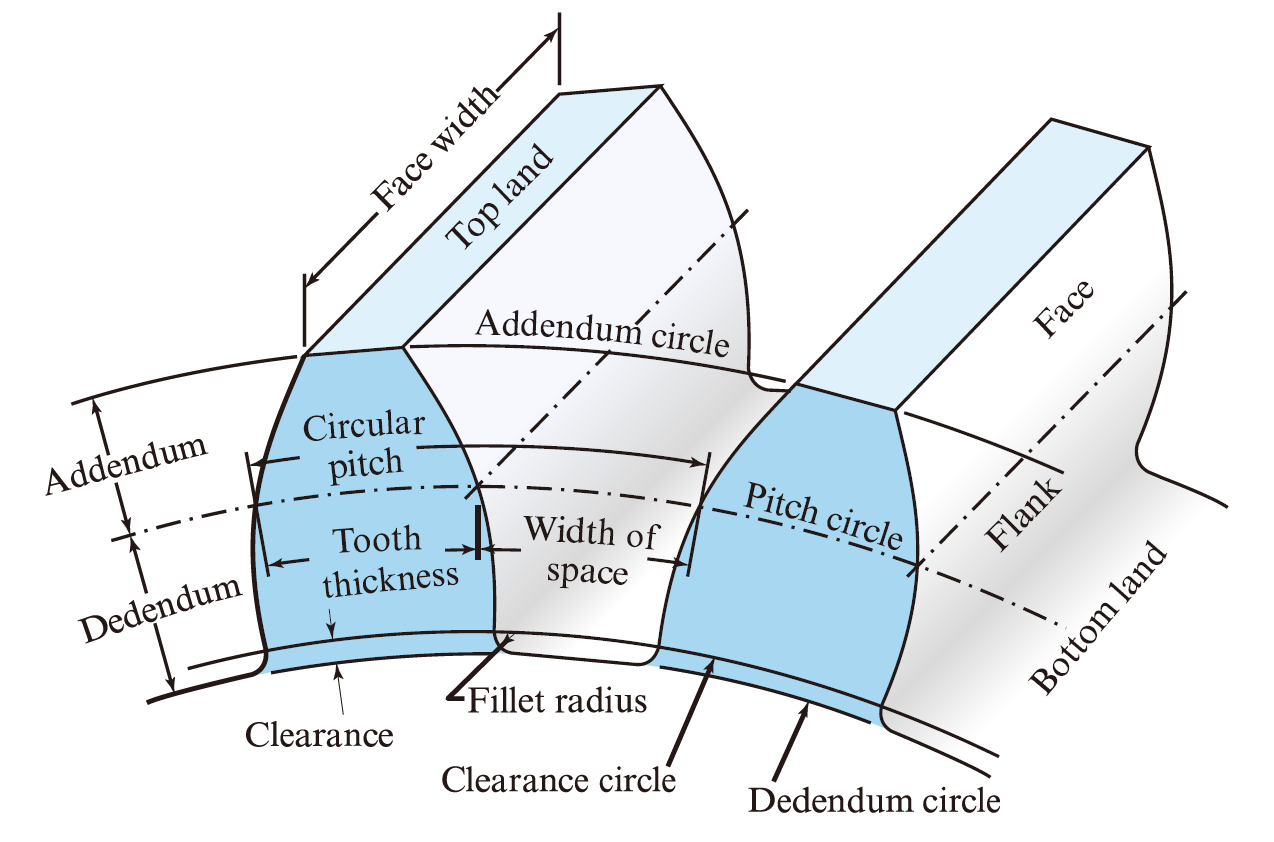 Face width
Top land
Face
Addendum circle
Circular
pitch
Addendum
Pitch circle
Flank
Tooth
thickness
Width of
space
Dedendum
Bottom land
Fillet radius
Clearance
Clearance circle
Dedendum circle